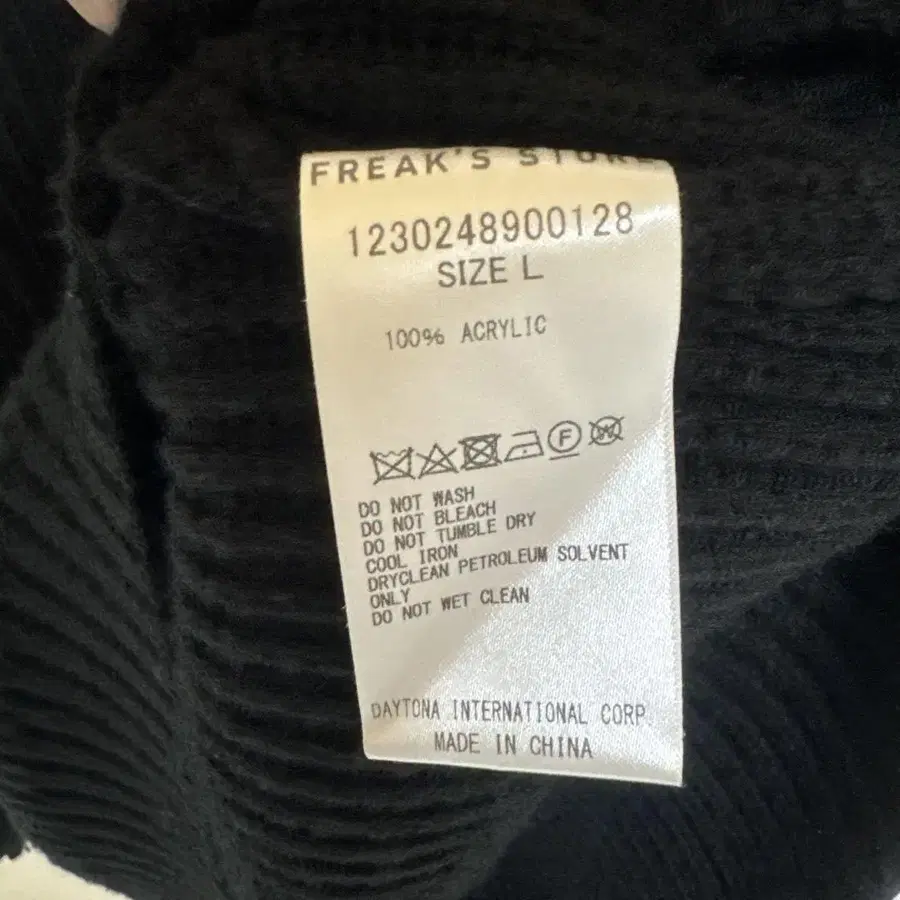 FREAK'S STORE
1230248900128
SIZE L
100% ACRYLIC
F W
DO NOT WASH
DO NOT BLEACH
DO NOT TUMBLE DRY
COOL IRON
DRYCLEAN PETROLEUM SOLVENT
ONLY
DO NOT WET CLEAN
DAYTONA INTERNATIONAL CORP.
MADE IN CHINA